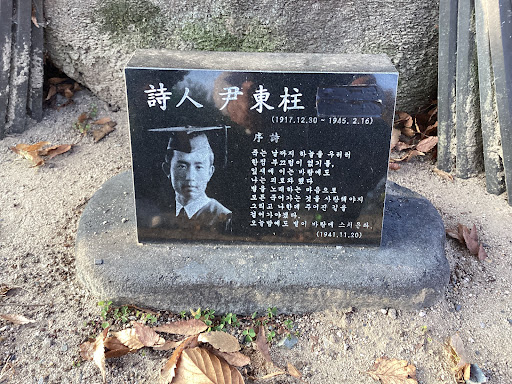 詩人 尹東柱
(1917.12.30 ~ 1945. 2.16)
序詩
죽는 날까지 하늘을 우러러
한점 부끄럼이 없기를,
잎새에 이는 바람에도
나는 괴로워 했다
별을 노래하는 마음으로
모든 죽어가는 것을 사랑해야지
그리고 나한테 주어진 길을
걸어가야겠다.
오늘밤에도 별이 바람에 스치운다.
(1941.11.20)